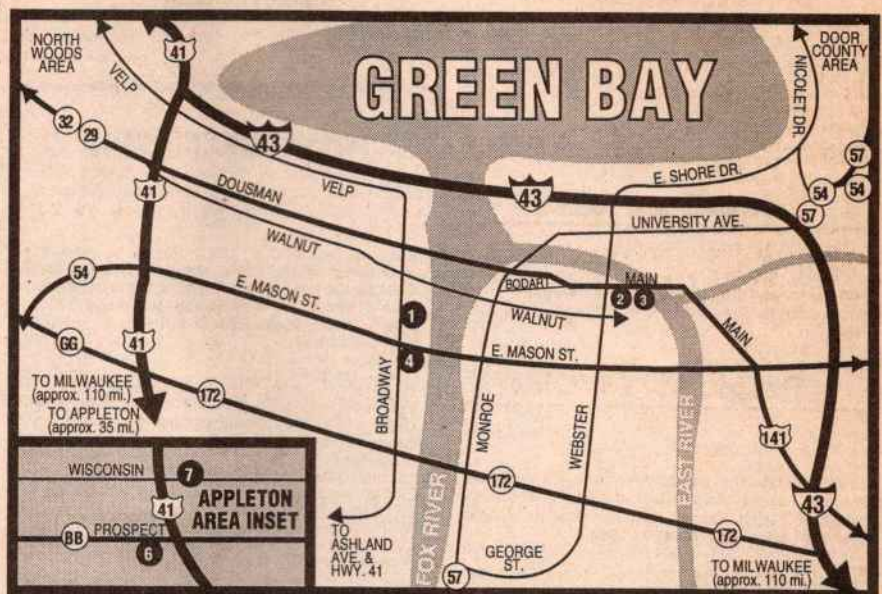 NORTH
WOODS
AREA
41
VELP
GREEN BAY
NICOLET DR.
DOOR
COUNTY
AREA
32
29
43
57
41
DOUSMAN
VELP
43
E. SHORE DR.
54
54
57
UNIVERSITY AVE.
WALNUT
54
E. MASON ST.
BODART
MAIN
2
3
1
WALNUT
MAIN
GG
41
4
E. MASON ST.
TO MILWAUKEE
(approx. 110 mi.)
172
TO APPLETON
(approx. 35 mi.)
BROADWAY
MONROE
WEBSTER
EAST RIVER
141
WISCONSIN
7
41
APPLETON
AREA INSET
172
43
BB
PROSPECT
6
TO
ASHLAND
AVE. &
HWY. 41
FOX RIVER
172
GEORGE
ST.
57
TO MILWAUKEE
(approx. 110 mi.)